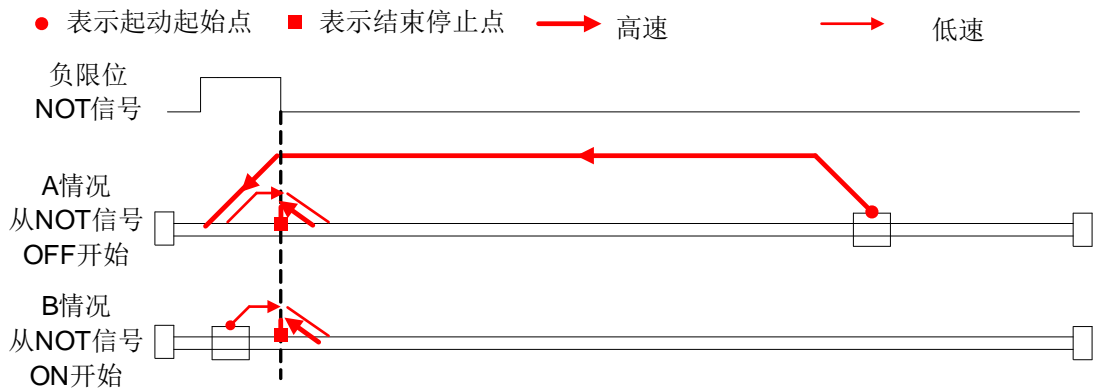 表示起动起始点 表示结束停止点 高速 低速
负限位
NOT信号
A情况
从NOT信号
OFF开始
B情况
从NOT信号
ON开始